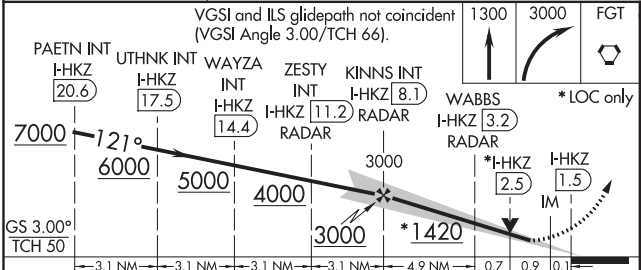 VGSI and ILS glidepath not coincident
(VGSI Angle 3.00/TCH 66).
1300
3000
FGT
* LOC only
PAETN INT
I-HKZ
20.6
UTHNK INT
I-HKZ
17.5
WAYZA
INT
I-HKZ
14.4
ZESTY
INT
I-HKZ 11.2
RADAR
KINNS INT
I-HKZ 8.1
RADAR
WABBS
I-HKZ 3.2
RADAR
*I-HKZ
2.5
I-HKZ
1.5
IM
7000
121°
6000
5000
4000
3000
3000
*1420
GS 3.00°
TCH 50
3.1 NM
3.1 NM
3.1 NM
3.1 NM
4.9 NM
0.7
0.9
0.1